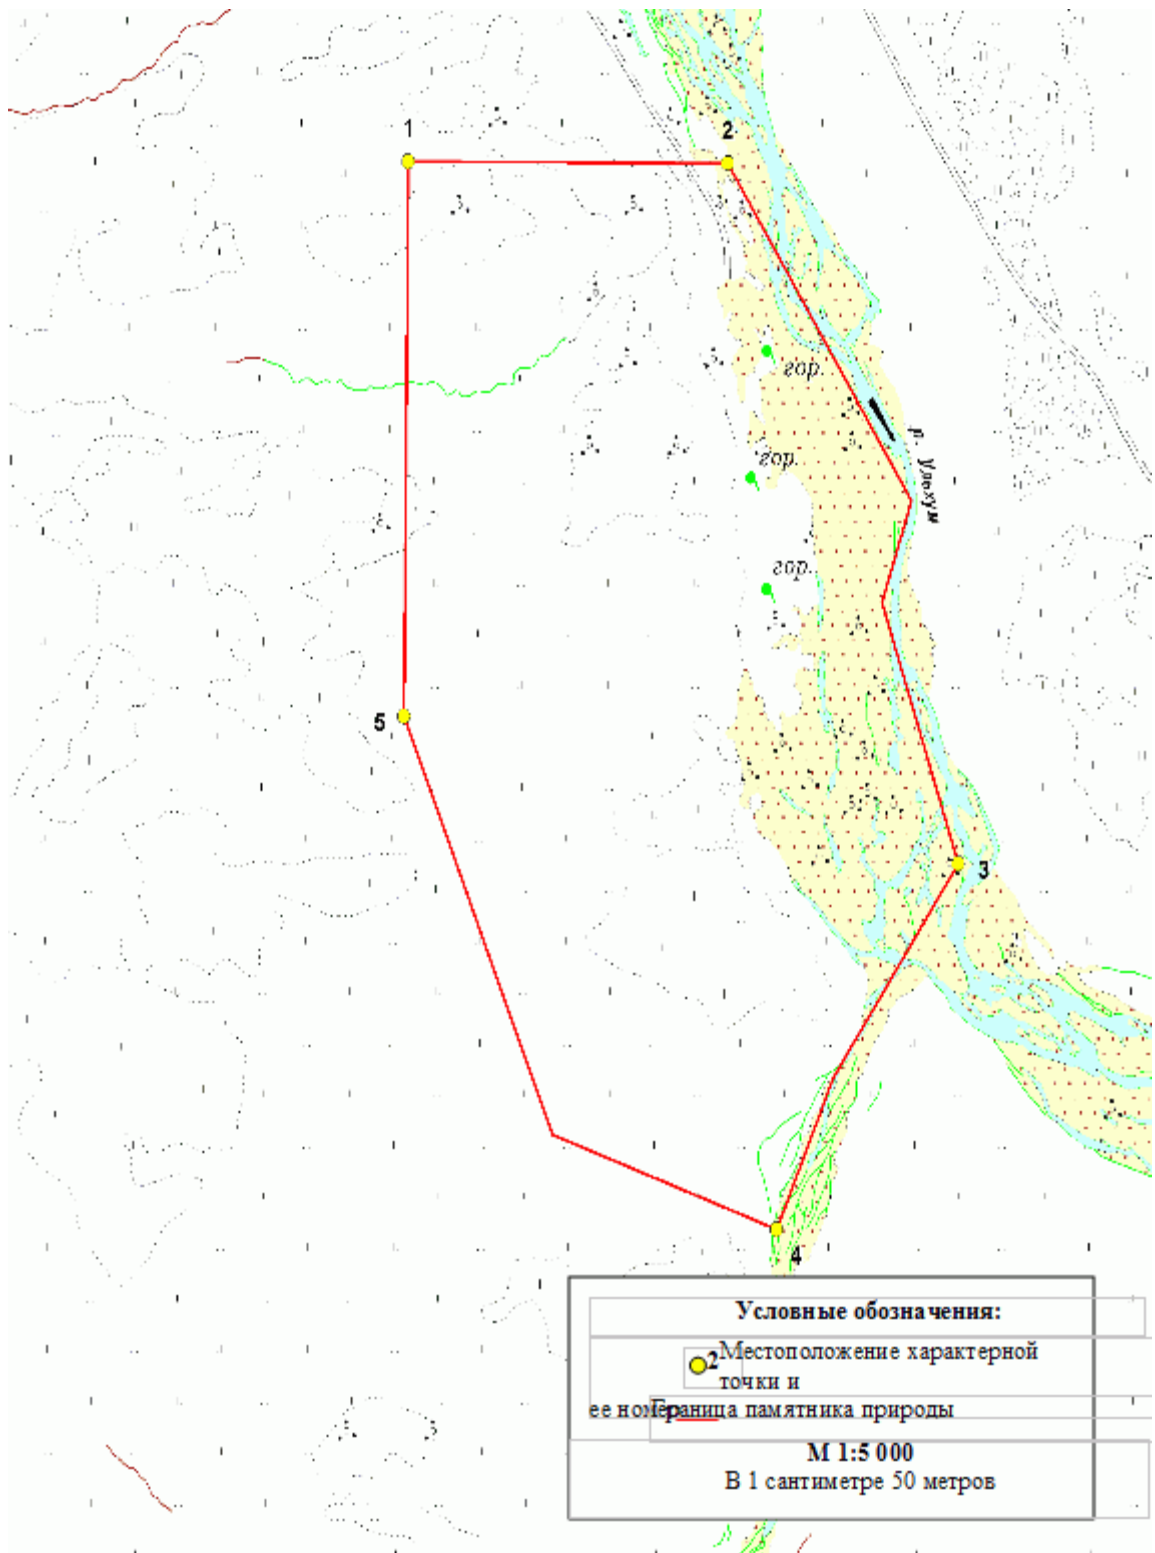 1
2
гор.
гор.
р. Улыхум
гор.
5
3
4
Условные обозначения:
2 Местоположение характерной
точки и
ее номер
Граница памятника природы
М 1:5 000
В 1 сантиметре 50 метров